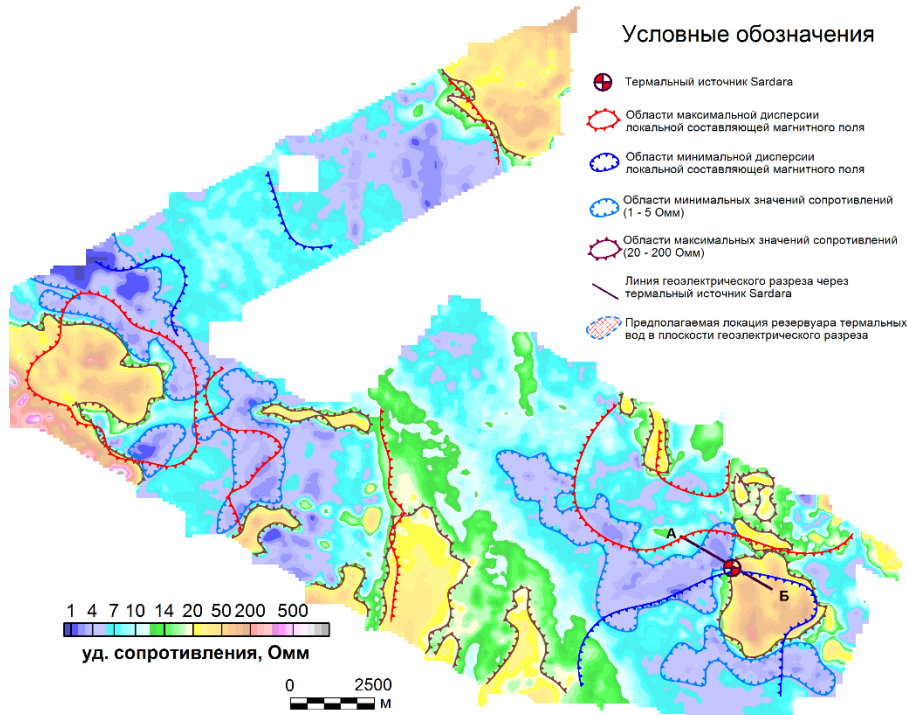 Условные обозначения
Термальный источник Sardara
Области максимальной дисперсии
локальной составляющей магнитного поля
Области минимальной дисперсии
локальной составляющей магнитного поля
Области минимальных значений сопротивлений
(1 - 5 Омм)
Области максимальных значений сопротивлений
(20 - 200 Омм)
Линия геоэлектрического разреза через
термальный источник Sardara
Предполагаемая локация резервуара термальных
вод в плоскости геоэлектрического разреза
А
Б
1 4 7 10 14 20 50 200 500
уд. сопротивления, Омм
0 2500
м